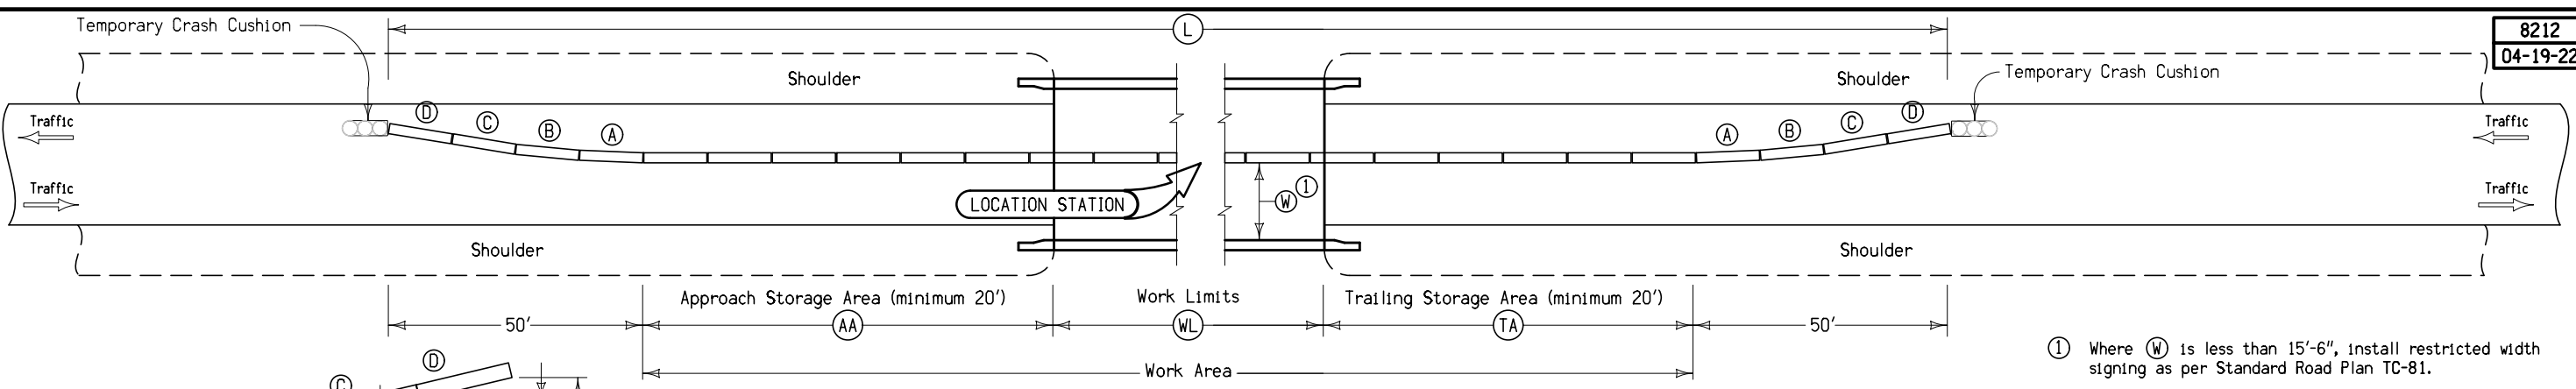 Temporary Crash Cushion
L
8212
04-19-22
Shoulder
Shoulder
Temporary Crash Cushion
Traffic
D
C
B
A
A
B
C
D
Traffic
Traffic
LOCATION STATION
W
1
Traffic
Shoulder
Shoulder
Approach Storage Area (minimum 20')
Work Limits
Trailing Storage Area (minimum 20')
50'
AA
WL
TA
50'
1 Where W is less than 15'-6", install restricted width
signing as per Standard Road Plan TC-81.
D
C
Work Area